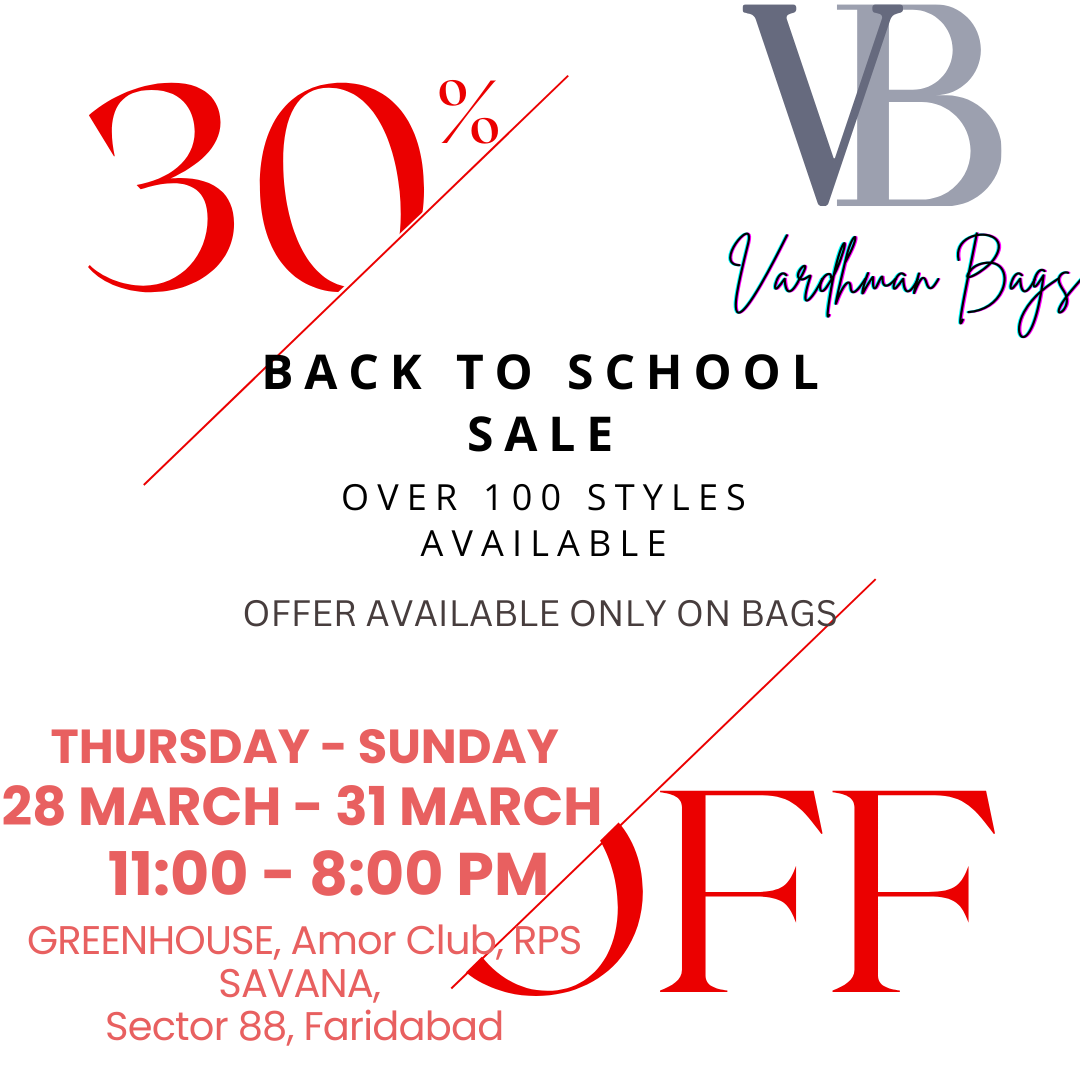 30%
VB
Vardhman Bags
BACK TO SCHOOL
SALE
OVER 100 STYLES
AVAILABLE
OFFER AVAILABLE ONLY ON BAGS
THURSDAY - SUNDAY
28 MARCH - 31 MARCH
11:00 - 8:00 PM
GREENHOUSE, Amor Club, RPS
SAVANA,
Sector 88, Faridabad
OFF